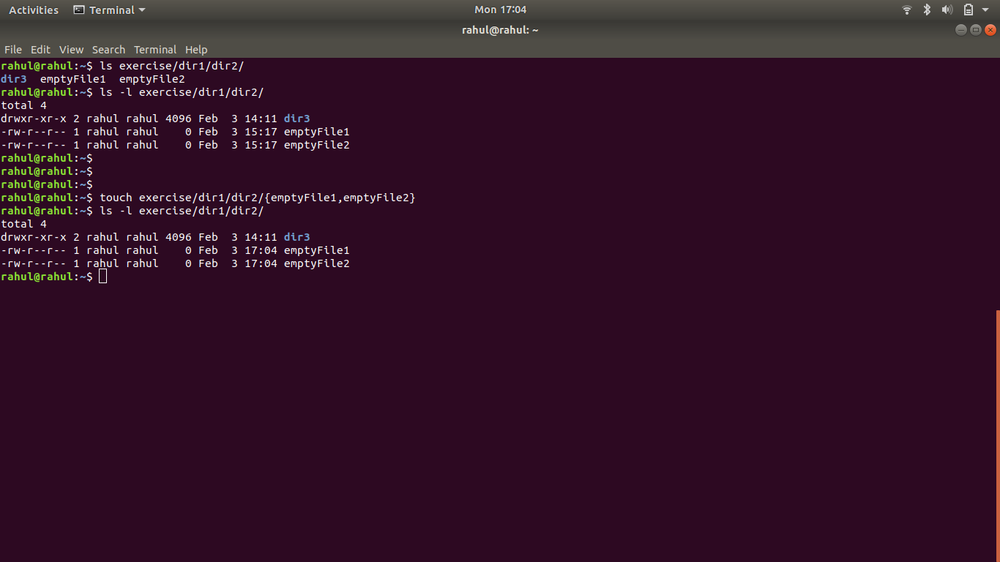 Activities Terminal Mon 17:04
rahul@rahul: ~
File Edit View Search Terminal Help
rahul@rahul:~$ ls exercise/dir1/dir2/
dir3  emptyFile1  emptyFile2
rahul@rahul:~$ ls -l exercise/dir1/dir2/
total 4
drwxr-xr-x 2 rahul rahul 4096 Feb  3 14:11 dir3
-rw-r--r-- 1 rahul rahul    0 Feb  3 15:17 emptyFile1
-rw-r--r-- 1 rahul rahul    0 Feb  3 15:17 emptyFile2
rahul@rahul:~$
rahul@rahul:~$
rahul@rahul:~$
rahul@rahul:~$ touch exercise/dir1/dir2/{emptyFile1,emptyFile2}
rahul@rahul:~$ ls -l exercise/dir1/dir2/
total 4
drwxr-xr-x 2 rahul rahul 4096 Feb  3 14:11 dir3
-rw-r--r-- 1 rahul rahul    0 Feb  3 17:04 emptyFile1
-rw-r--r-- 1 rahul rahul    0 Feb  3 17:04 emptyFile2
rahul@rahul:~$